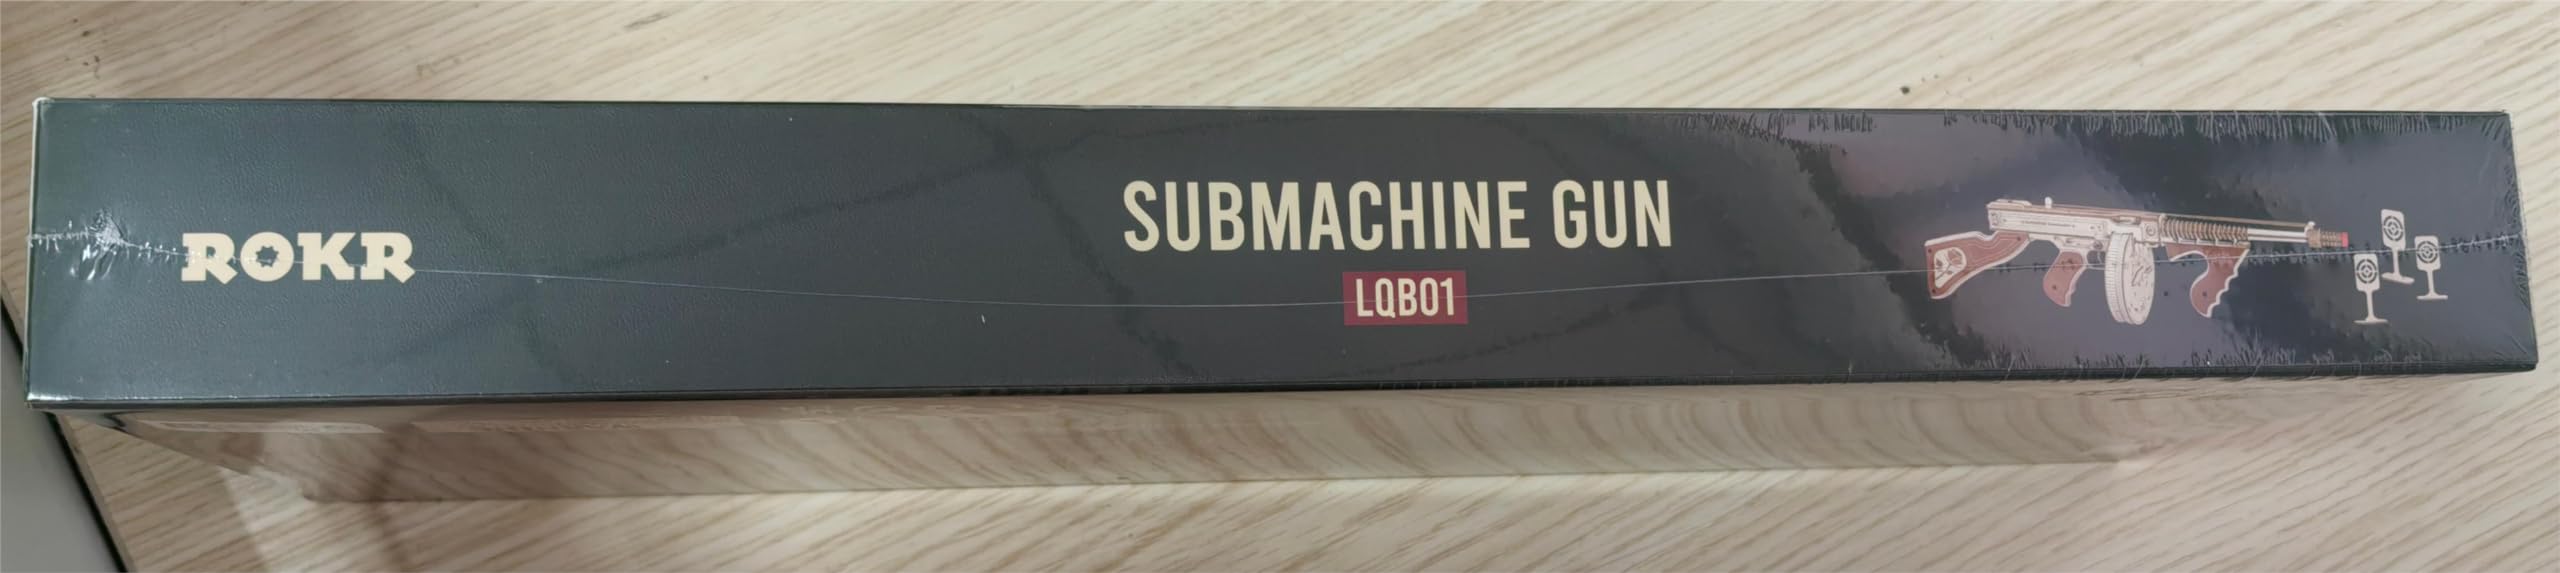 ROKR
SUBMACHINE GUN
LQB01